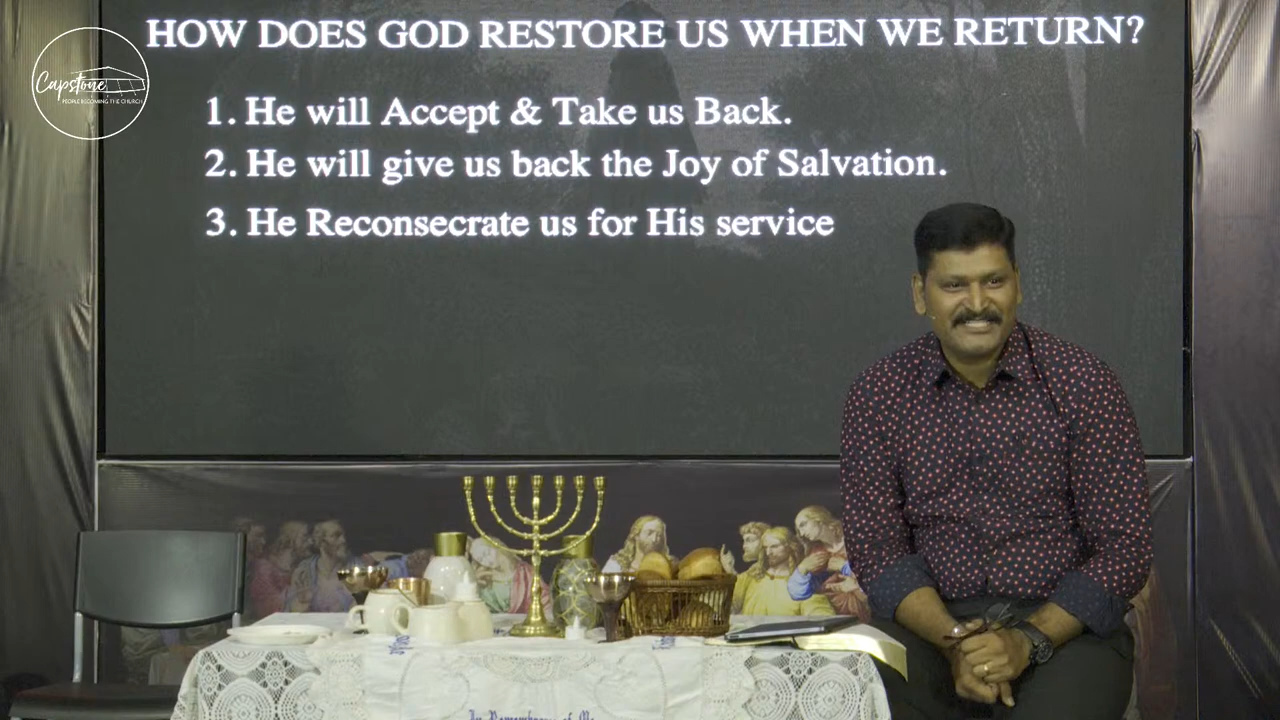 HOW DOES GOD RESTORE US WHEN WE RETURN?
Capstone
PEOPLE BECOMING THE CHURCH
1. He will Accept & Take us Back.
2. He will give us back the Joy of Salvation.
3. He Reconsecrate us for His service
In Remembrance of Me